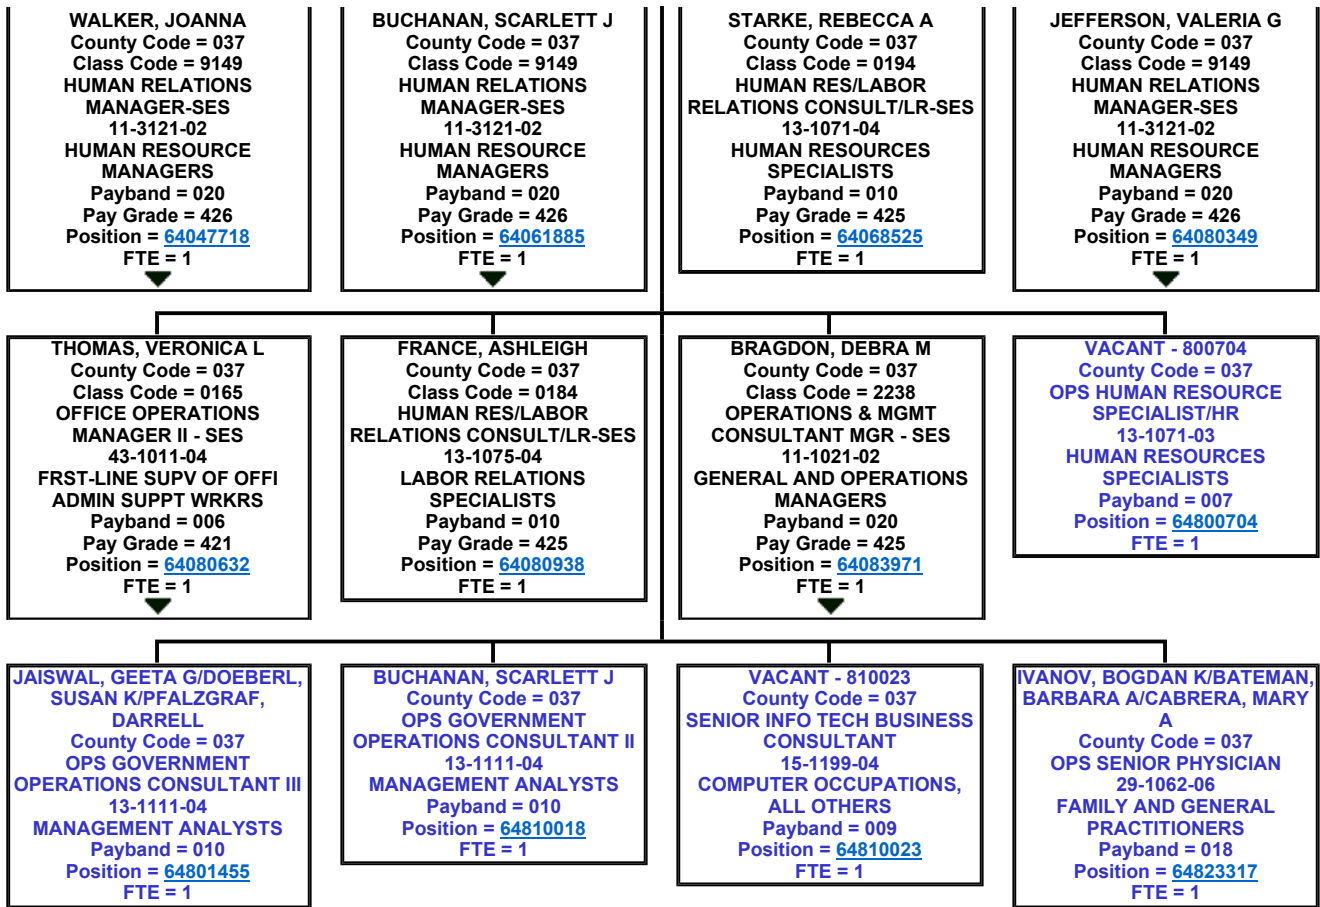 WALKER, JOANNA
County Code = 037
Class Code = 9149
HUMAN RELATIONS
MANAGER-SES
11-3121-02
HUMAN RESOURCE
MANAGERS
Payband = 020
Pay Grade = 426
Position = 64047718
FTE = 1
BUCHANAN, SCARLETT J
County Code = 037
Class Code = 9149
HUMAN RELATIONS
MANAGER-SES
11-3121-02
HUMAN RESOURCE
MANAGERS
Payband = 020
Pay Grade = 426
Position = 64061885
FTE = 1
STARKE, REBECCA A
County Code = 037
Class Code = 0194
HUMAN RES/LABOR
RELATIONS CONSULT/LR-SES
13-1071-04
HUMAN RESOURCES
SPECIALISTS
Payband = 010
Pay Grade = 425
Position = 64068525
FTE = 1
JEFFERSON, VALERIA G
County Code = 037
Class Code = 9149
HUMAN RELATIONS
MANAGER-SES
11-3121-02
HUMAN RESOURCE
MANAGERS
Payband = 020
Pay Grade = 426
Position = 64080349
FTE = 1
THOMAS, VERONICA L
County Code = 037
Class Code = 0165
OFFICE OPERATIONS
MANAGER II - SES
43-1011-04
FRST-LINE SUPV OF OFFI
ADMIN SUPPT WRKRS
Payband = 006
Pay Grade = 421
Position = 64080632
FTE = 1
FRANCE, ASHLEIGH
County Code = 037
Class Code = 0184
HUMAN RES/LABOR
RELATIONS CONSULT/LR-SES
13-1075-04
LABOR RELATIONS
SPECIALISTS
Payband = 010
Pay Grade = 425
Position = 64080938
FTE = 1
BRAGDON, DEBRA M
County Code = 037
Class Code = 2238
OPERATIONS & MGMT
CONSULTANT MGR - SES
11-1021-02
GENERAL AND OPERATIONS
MANAGERS
Payband = 020
Pay Grade = 425
Position = 64083971
FTE = 1
VACANT - 800704
County Code = 037
OPS HUMAN RESOURCE
SPECIALIST/HR
13-1071-03
HUMAN RESOURCES
SPECIALISTS
Payband = 007
Position = 64800704
FTE = 1
JAISWAL, GEETA G/DOEBERL,
SUSAN K/PFALZGRAF,
DARRELL
County Code = 037
OPS GOVERNMENT
OPERATIONS CONSULTANT III
13-1111-04
MANAGEMENT ANALYSTS
Payband = 010
Position = 64801455
FTE = 1
BUCHANAN, SCARLETT J
County Code = 037
OPS GOVERNMENT
OPERATIONS CONSULTANT II
13-1111-04
MANAGEMENT ANALYSTS
Payband = 010
Position = 64810018
FTE = 1
VACANT - 810023
County Code = 037
SENIOR INFO TECH BUSINESS
CONSULTANT
15-1199-04
COMPUTER OCCUPATIONS,
ALL OTHERS
Payband = 009
Position = 64810023
FTE = 1
IVANOV, BOGDAN K/BATEMAN,
BARBARA A/CABRERA, MARY
A
County Code = 037
OPS SENIOR PHYSICIAN
29-1062-06
FAMILY AND GENERAL
PRACTITIONERS
Payband = 018
Position = 64823317
FTE = 1